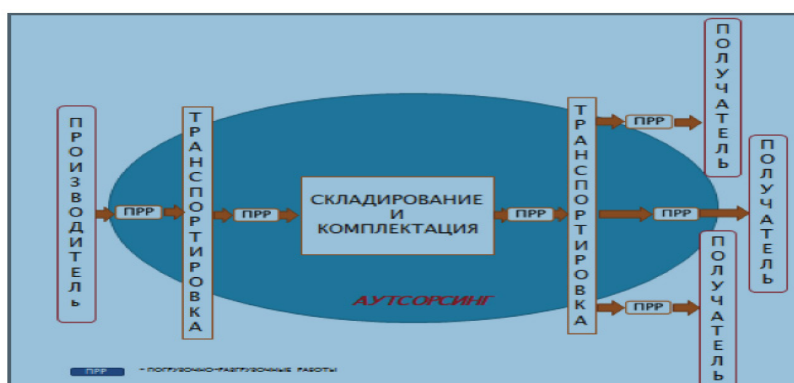 ПРОИЗВОДИТЕЛЬ
ПРР
ТРАНСПОРТИРОВКА
ПРР
СКЛАДИРОВАНИЕ
И
КОМПЛЕКТАЦИЯ
ПРР
ТРАНСПОРТИРОВКА
ПРР
ПОЛУЧАТЕЛЬ
ПРР
ПОЛУЧАТЕЛЬ
ПРР
ПОЛУЧАТЕЛЬ
АУТСОРСИНГ
ПРР - ПОГРУЗОЧНО-РАЗГРУЗОЧНЫЕ РАБОТЫ